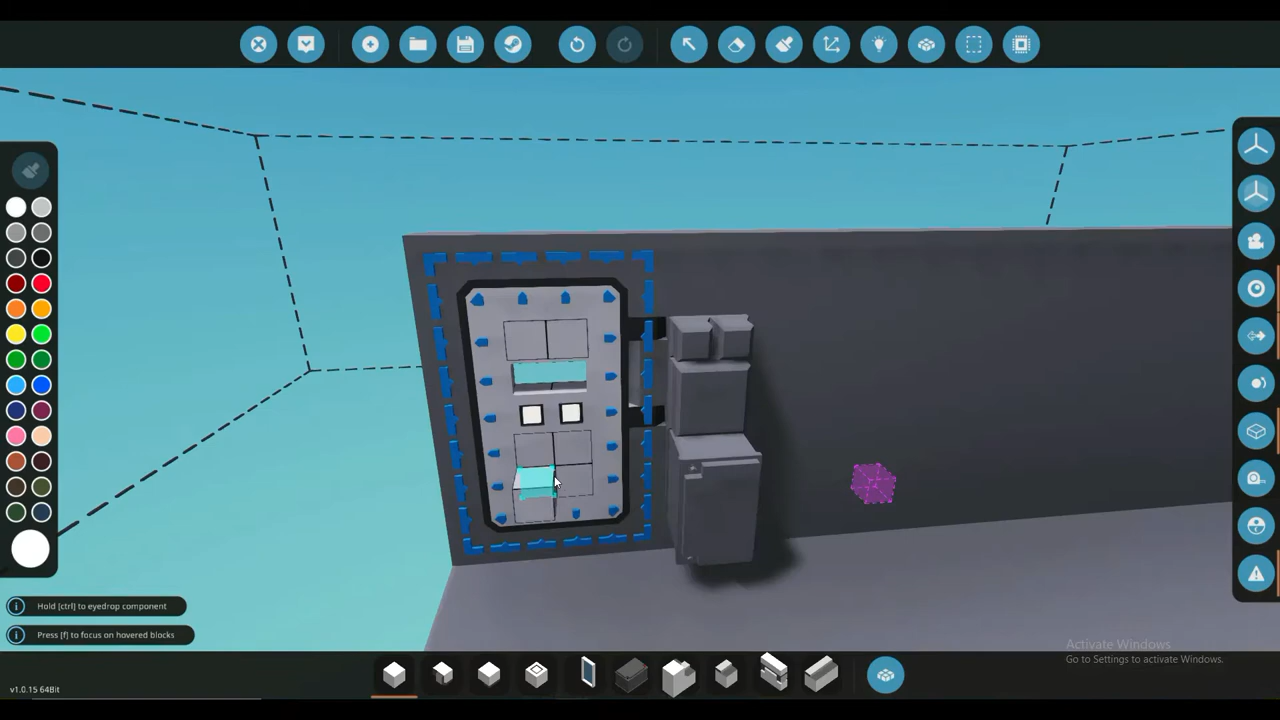 Hold [ctrl] to eyedrop component
Press [f] to focus on hovered blocks
Activate Windows
Go to Settings to activate Windows.
v1.0.15 64Bit